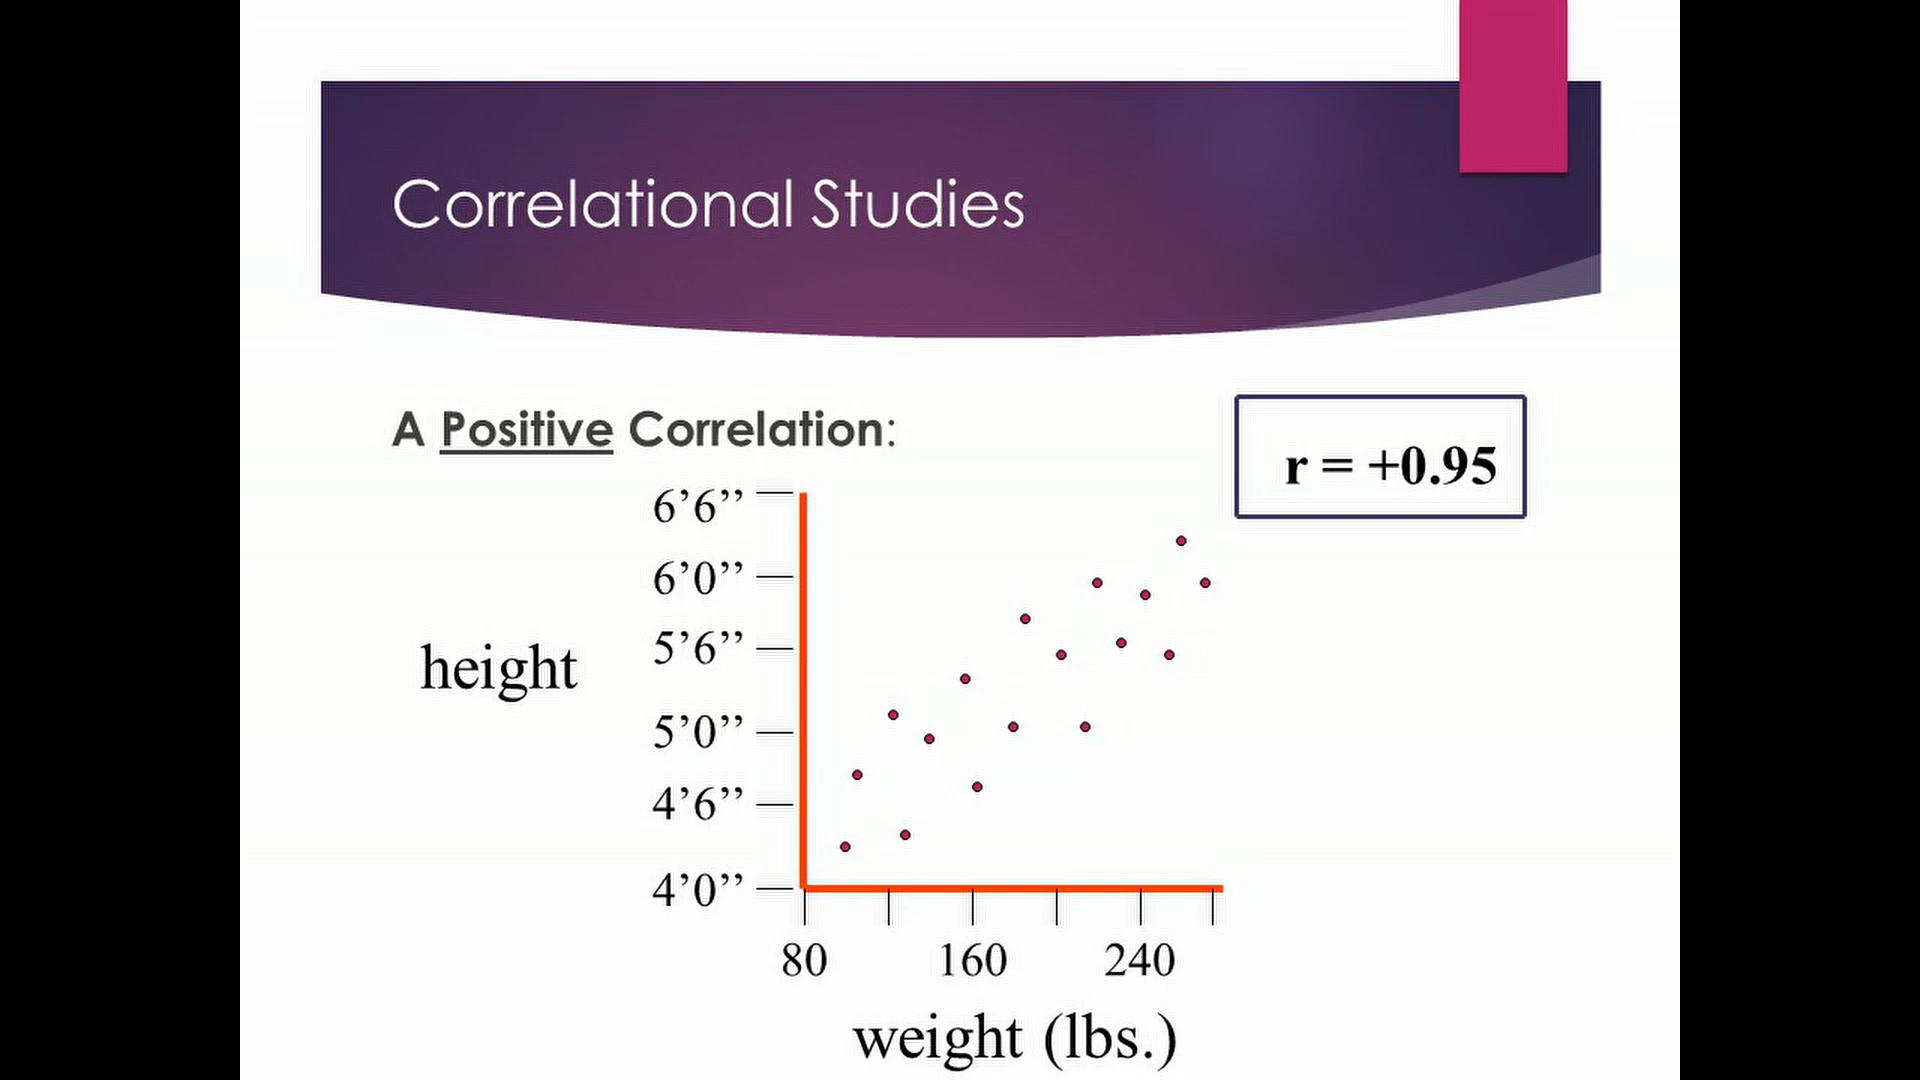 Correlational Studies
A Positive Correlation:
r = +0.95
6’6’’
6’0’’
5’6’’
height
5’0’’
4’6’’
4’0’’
80 160 240
weight (lbs.)